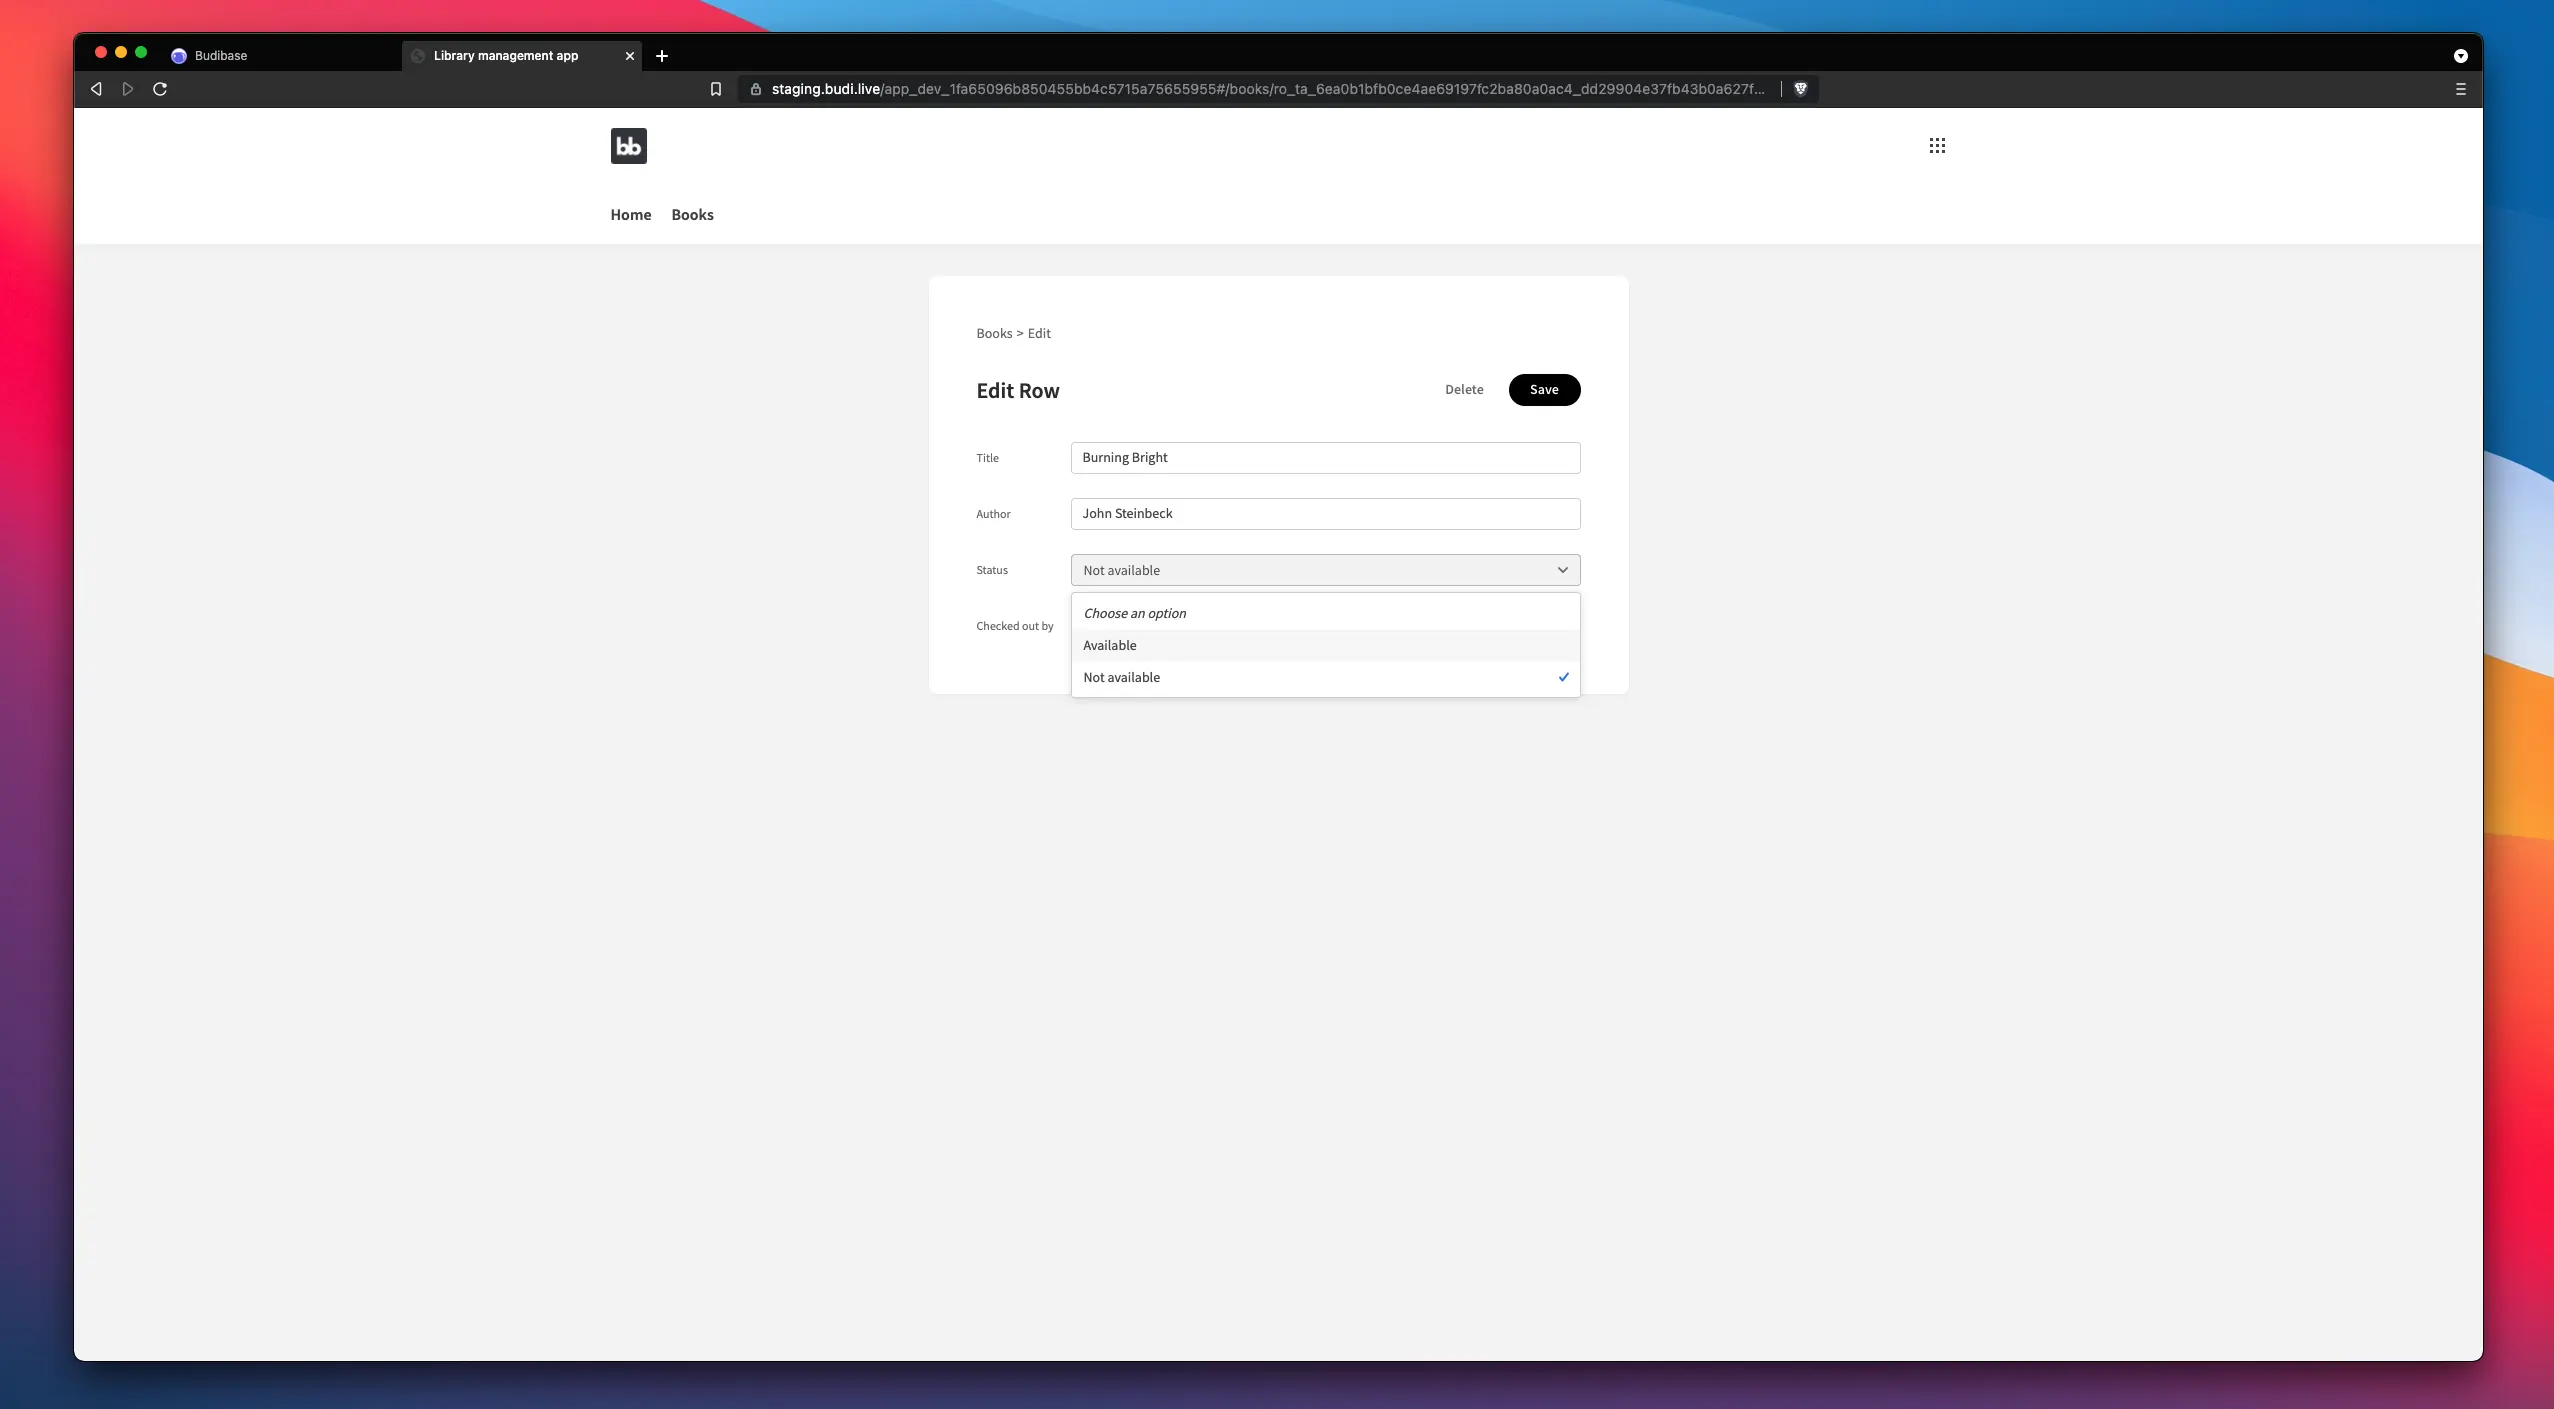 Budibase
Library management app
staging.budi.live/app_dev_1fa65096b850455bb4c5715a75655955#/books/ro_ta_6ea0b1bfb0ce4ae69197fc2ba80a0ac4_dd29904e37fb43b0a627f...
bb
Home Books
Books > Edit
Edit Row
Delete
Save
Title
Burning Bright
Author
John Steinbeck
Status
Not available
Choose an option
Checked out by
Available
Not available